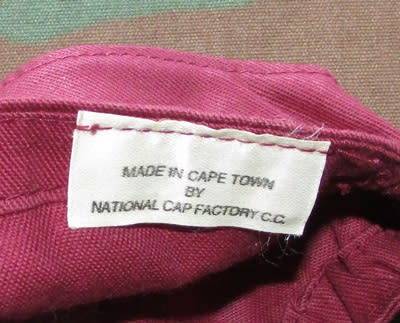 MADE IN CAPE TOWN
BY
NATIONAL CAP FACTORY C.C.